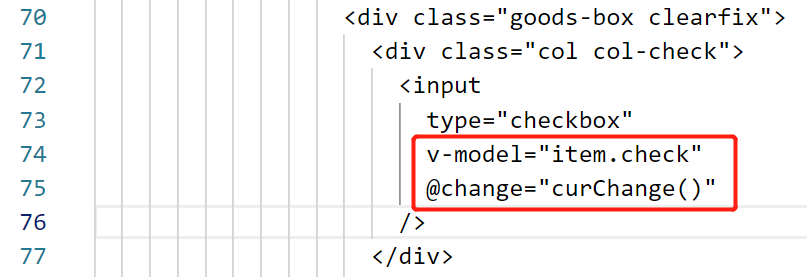 70 <div class="goods-box clearfix">
71 <div class="col col-check">
72 <input
73 type="checkbox"
74 v-model="item.check"
75 @change="curChange()"
76 />
77 </div>